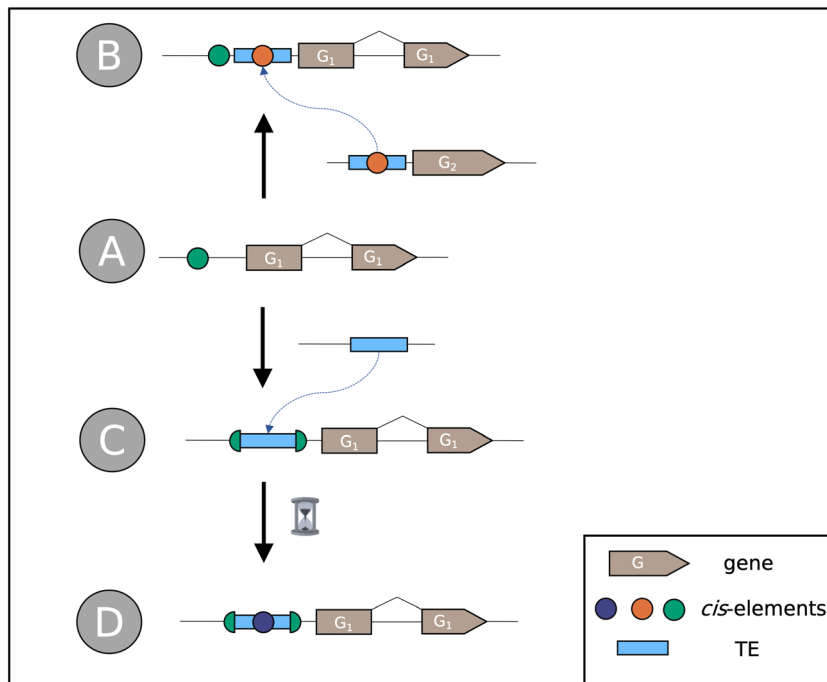 B
G₁ G₁
G₂
A
G₁ G₁
C
G₁ G₁
D
G₁ G₁
G gene
cis-elements
TE